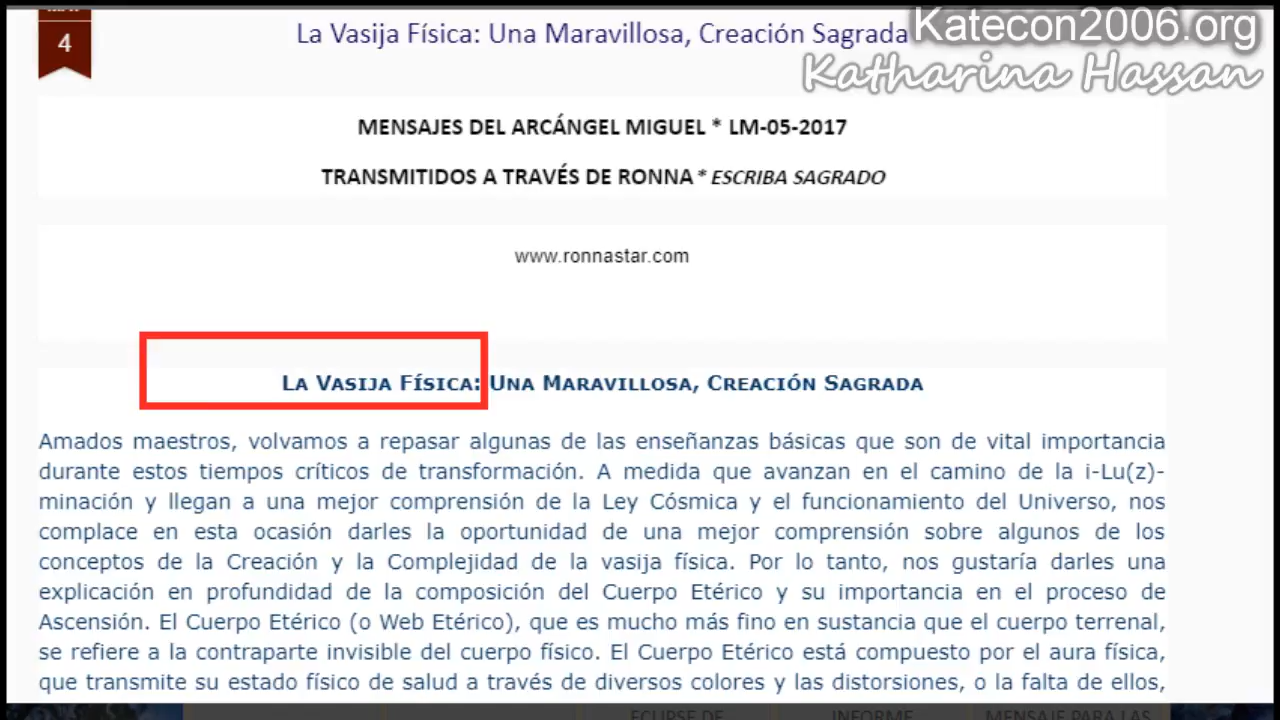 4
La Vasija Física: Una Maravillosa, Creación Sagrada
Katecon2006.org
Katharina Hassan
MENSAJES DEL ARCÁNGEL MIGUEL * LM-05-2017
TRANSMITIDOS A TRAVÉS DE RONNA * ESCRIBA SAGRADO
www.ronnastar.com
LA VASIJA FÍSICA: UNA MARAVILLOSA, CREACIÓN SAGRADA
Amados maestros, volvamos a repasar algunas de las enseñanzas básicas que son de vital importancia
durante estos tiempos críticos de transformación. A medida que avanzan en el camino de la i-Lu(z)-
minación y llegan a una mejor comprensión de la Ley Cósmica y el funcionamiento del Universo, nos
complace en esta ocasión darles la oportunidad de una mejor comprensión sobre algunos de los
conceptos de la Creación y la Complejidad de la vasija física. Por lo tanto, nos gustaría darles una
explicación en profundidad de la composición del Cuerpo Etérico y su importancia en el proceso de
Ascensión. El Cuerpo Etérico (o Web Etérico), que es mucho más fino en sustancia que el cuerpo terrenal,
se refiere a la contraparte invisible del cuerpo físico. El Cuerpo Etérico está compuesto por el aura física,
que transmite su estado físico de salud a través de diversos colores y las distorsiones, o la falta de ellos,
ECLIPSE DE INFORME MENSAJE PARA LAS